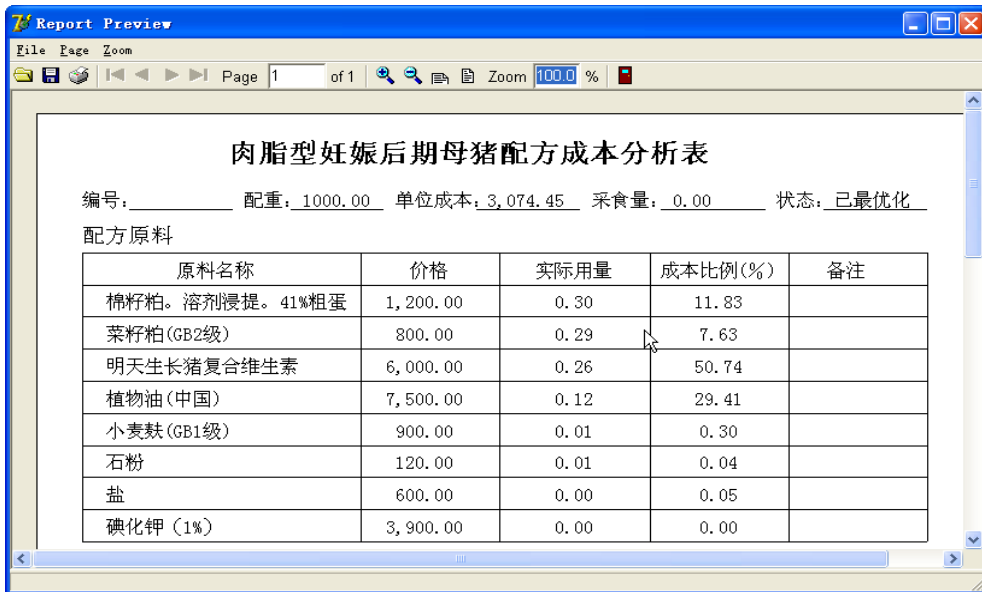 Report Preview
File Page Zoom
Page 1 of 1 Zoom 100.0 %
肉脂型妊娠后期母猪配方成本分析表
编号： 配重：1000.00 单位成本：3,074.45 采食量：0.00 状态：已最优化
配方原料
原料名称 价格 实际用量 成本比例(%) 备注
棉籽粕。溶剂浸提。41%粗蛋 1,200.00 0.30 11.83
菜籽粕(GB2级) 800.00 0.29 7.63
明天生长猪复合维生素 6,000.00 0.26 50.74
植物油(中国) 7,500.00 0.12 29.41
小麦麸(GB1级) 900.00 0.01 0.30
石粉 120.00 0.01 0.04
盐 600.00 0.00 0.05
碘化钾（1%） 3,900.00 0.00 0.00